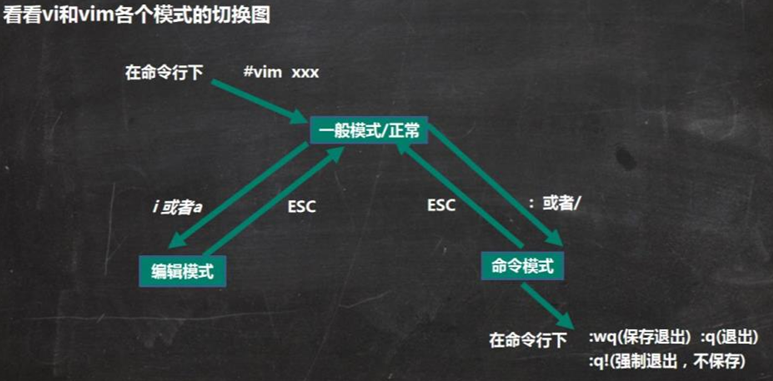 看看vi和vim各个模式的切换图
在命令行下 #vim xxx
一般模式/正常
i 或者a
ESC
ESC
: 或者/
编辑模式
命令模式
在命令行下
:wq(保存退出) :q(退出)
:q!(强制退出，不保存)